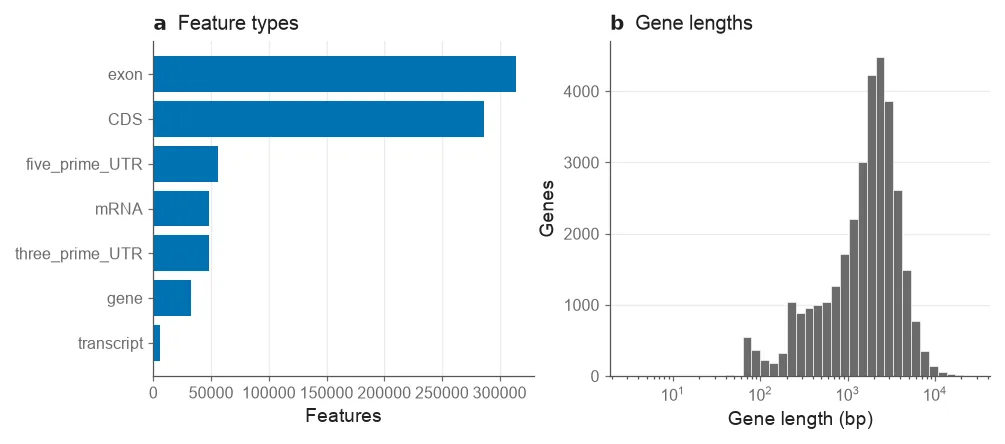 a Feature types
exon
CDS
five_prime_UTR
mRNA
three_prime_UTR
gene
transcript
0 50000 100000 150000 200000 250000 300000
Features
b Gene lengths
4000
3000
2000
1000
0
Genes
10¹ 10² 10³ 10⁴
Gene length (bp)